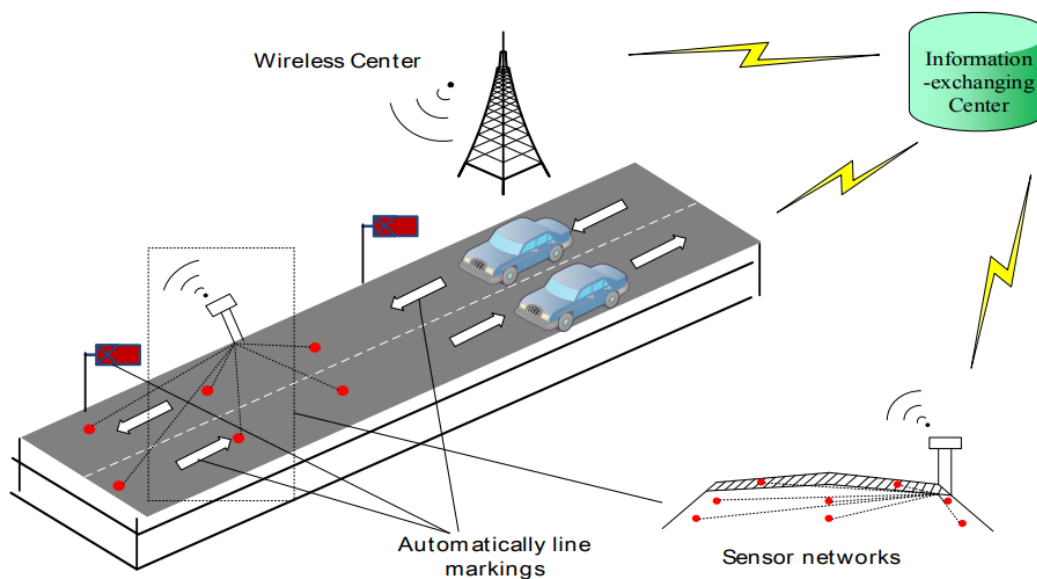 Wireless Center
Information
-exchanging
Center
Automatically line
markings
Sensor networks